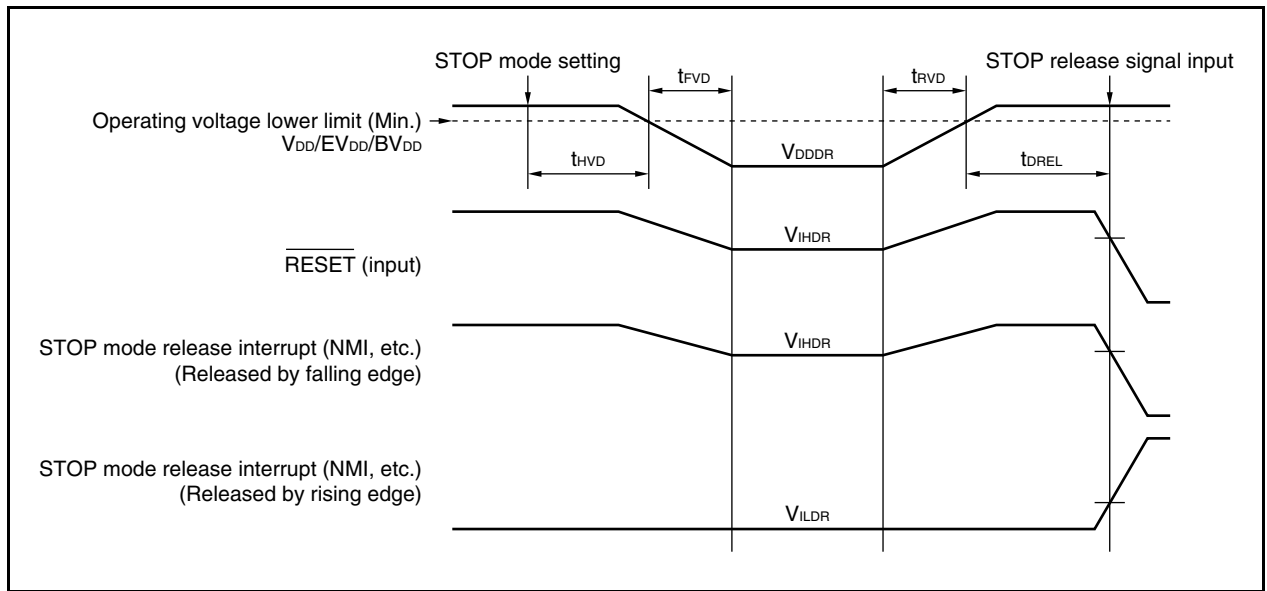 STOP mode setting
STOP release signal input
tFVD
tRVD
Operating voltage lower limit (Min.)
VDD/EVDD/BVDD
VDDDR
tHVD
tDREL
VIHDR
RESET (input)
STOP mode release interrupt (NMI, etc.)
(Released by falling edge)
VIHDR
STOP mode release interrupt (NMI, etc.)
(Released by rising edge)
VILDR